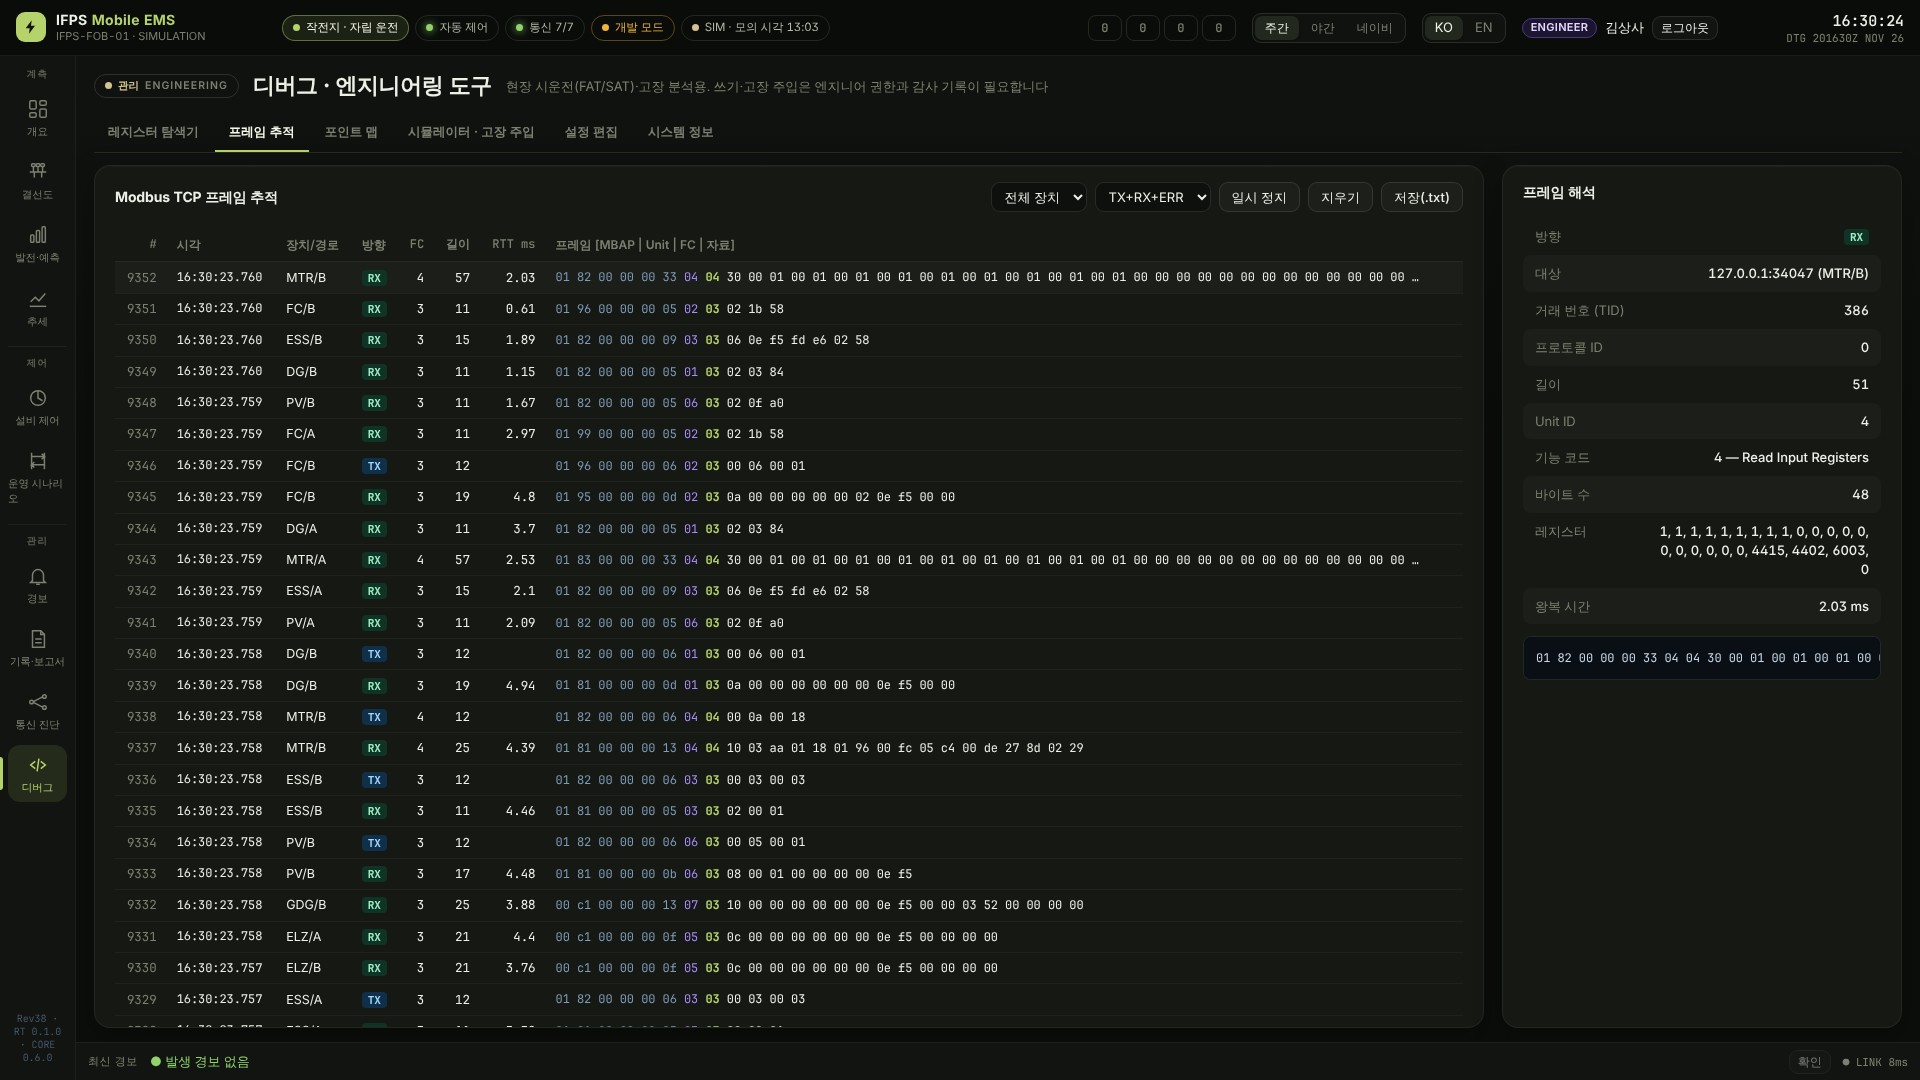 IFPS Mobile EMS
IFPS-FOB-01 · SIMULATION
작전지 · 자립 운전
자동 제어
통신 7/7
개발 모드
SIM · 모의 시각 13:03
0 0 0 0
주간 야간 네이비
KO EN
ENGINEER 김상사 로그아웃
16:30:24
DTG 201630Z NOV 26
계측
개요
결선도
발전·예측
추세
제어
설비 제어
운영 시나리
오
관리
경보
기록·보고서
통신 진단
디버그
Rev38 ·
RT 0.1.0
· CORE
0.6.0
관리 ENGINEERING
디버그 · 엔지니어링 도구
현장 시운전(FAT/SAT)·고장 분석용. 쓰기·고장 주입은 엔지니어 권한과 감사 기록이 필요합니다
레지스터 탐색기 프레임 추적 포인트 맵 시뮬레이터 · 고장 주입 설정 편집 시스템 정보
Modbus TCP 프레임 추적
전체 장치 TX+RX+ERR 일시 정지 지우기 저장(.txt)
# 시각 장치/경로 방향 FC 길이 RTT ms 프레임 [MBAP | Unit | FC | 자료]
9352 16:30:23.760 MTR/B RX 4 57 2.03 01 82 00 00 00 33 04 04 30 00 01 00 01 00 01 00 01 00 01 00 01 00 01 00 01 00 01 00 00 00 00 00 00 00 00 00 00 00 00 …
9351 16:30:23.760 FC/B RX 3 11 0.61 01 96 00 00 00 05 02 03 02 1b 58
9350 16:30:23.760 ESS/B RX 3 15 1.89 01 82 00 00 00 09 03 03 06 0e f5 fd e6 02 58
9349 16:30:23.760 DG/B RX 3 11 1.15 01 82 00 00 00 05 01 03 02 03 84
9348 16:30:23.759 PV/B RX 3 11 1.67 01 82 00 00 00 05 06 03 02 0f a0
9347 16:30:23.759 FC/A RX 3 11 2.97 01 99 00 00 00 05 02 03 02 1b 58
9346 16:30:23.759 FC/B TX 3 12 01 96 00 00 00 06 02 03 00 06 00 01
9345 16:30:23.759 FC/B RX 3 19 4.8 01 95 00 00 00 0d 02 03 0a 00 00 00 00 00 02 0e f5 00 00
9344 16:30:23.759 DG/A RX 3 11 3.7 01 82 00 00 00 05 01 03 02 03 84
9343 16:30:23.759 MTR/A RX 4 57 2.53 01 83 00 00 00 33 04 04 30 00 01 00 01 00 01 00 01 00 01 00 01 00 01 00 01 00 01 00 00 00 00 00 00 00 00 00 00 00 00 …
9342 16:30:23.759 ESS/A RX 3 15 2.1 01 82 00 00 00 09 03 03 06 0e f5 fd e6 02 58
9341 16:30:23.759 PV/A RX 3 11 2.09 01 82 00 00 00 05 06 03 02 0f a0
9340 16:30:23.758 DG/B TX 3 12 01 82 00 00 00 06 01 03 00 06 00 01
9339 16:30:23.758 DG/B RX 3 19 4.94 01 81 00 00 00 0d 01 03 0a 00 00 00 00 00 00 0e f5 00 00
9338 16:30:23.758 MTR/B TX 4 12 01 82 00 00 00 06 04 04 00 0a 00 18
9337 16:30:23.758 MTR/B RX 4 25 4.39 01 81 00 00 00 13 04 04 10 03 aa 01 18 01 96 00 fc 05 c4 00 de 27 8d 02 29
9336 16:30:23.758 ESS/B TX 3 12 01 82 00 00 00 06 03 03 00 03 00 03
9335 16:30:23.758 ESS/B RX 3 11 4.46 01 81 00 00 00 05 03 03 02 00 01
9334 16:30:23.758 PV/B TX 3 12 01 82 00 00 00 06 06 03 00 05 00 01
9333 16:30:23.758 PV/B RX 3 17 4.48 01 81 00 00 00 0b 06 03 08 00 01 00 00 00 00 0e f5
9332 16:30:23.758 GDG/B RX 3 25 3.88 00 c1 00 00 00 13 07 03 10 00 00 00 00 00 00 0e f5 00 00 03 52 00 00 00 00
9331 16:30:23.758 ELZ/A RX 3 21 4.4 00 c1 00 00 00 0f 05 03 0c 00 00 00 00 00 00 0e f5 00 00 00 00
9330 16:30:23.757 ELZ/B RX 3 21 3.76 00 c1 00 00 00 0f 05 03 0c 00 00 00 00 00 00 0e f5 00 00 00 00
9329 16:30:23.757 ESS/A TX 3 12 01 82 00 00 00 06 03 03 00 03 00 03
프레임 해석
방향 RX
대상 127.0.0.1:34047 (MTR/B)
거래 번호 (TID) 386
프로토콜 ID 0
길이 51
Unit ID 4
기능 코드 4 — Read Input Registers
바이트 수 48
레지스터 1, 1, 1, 1, 1, 1, 1, 1, 1, 0, 0, 0, 0, 0,
0, 0, 0, 0, 0, 0, 4415, 4402, 6003,
0
왕복 시간 2.03 ms
01 82 00 00 00 33 04 04 30 00 01 00 01 00 01 00
최신 경보 발생 경보 없음
확인 LINK 8ms